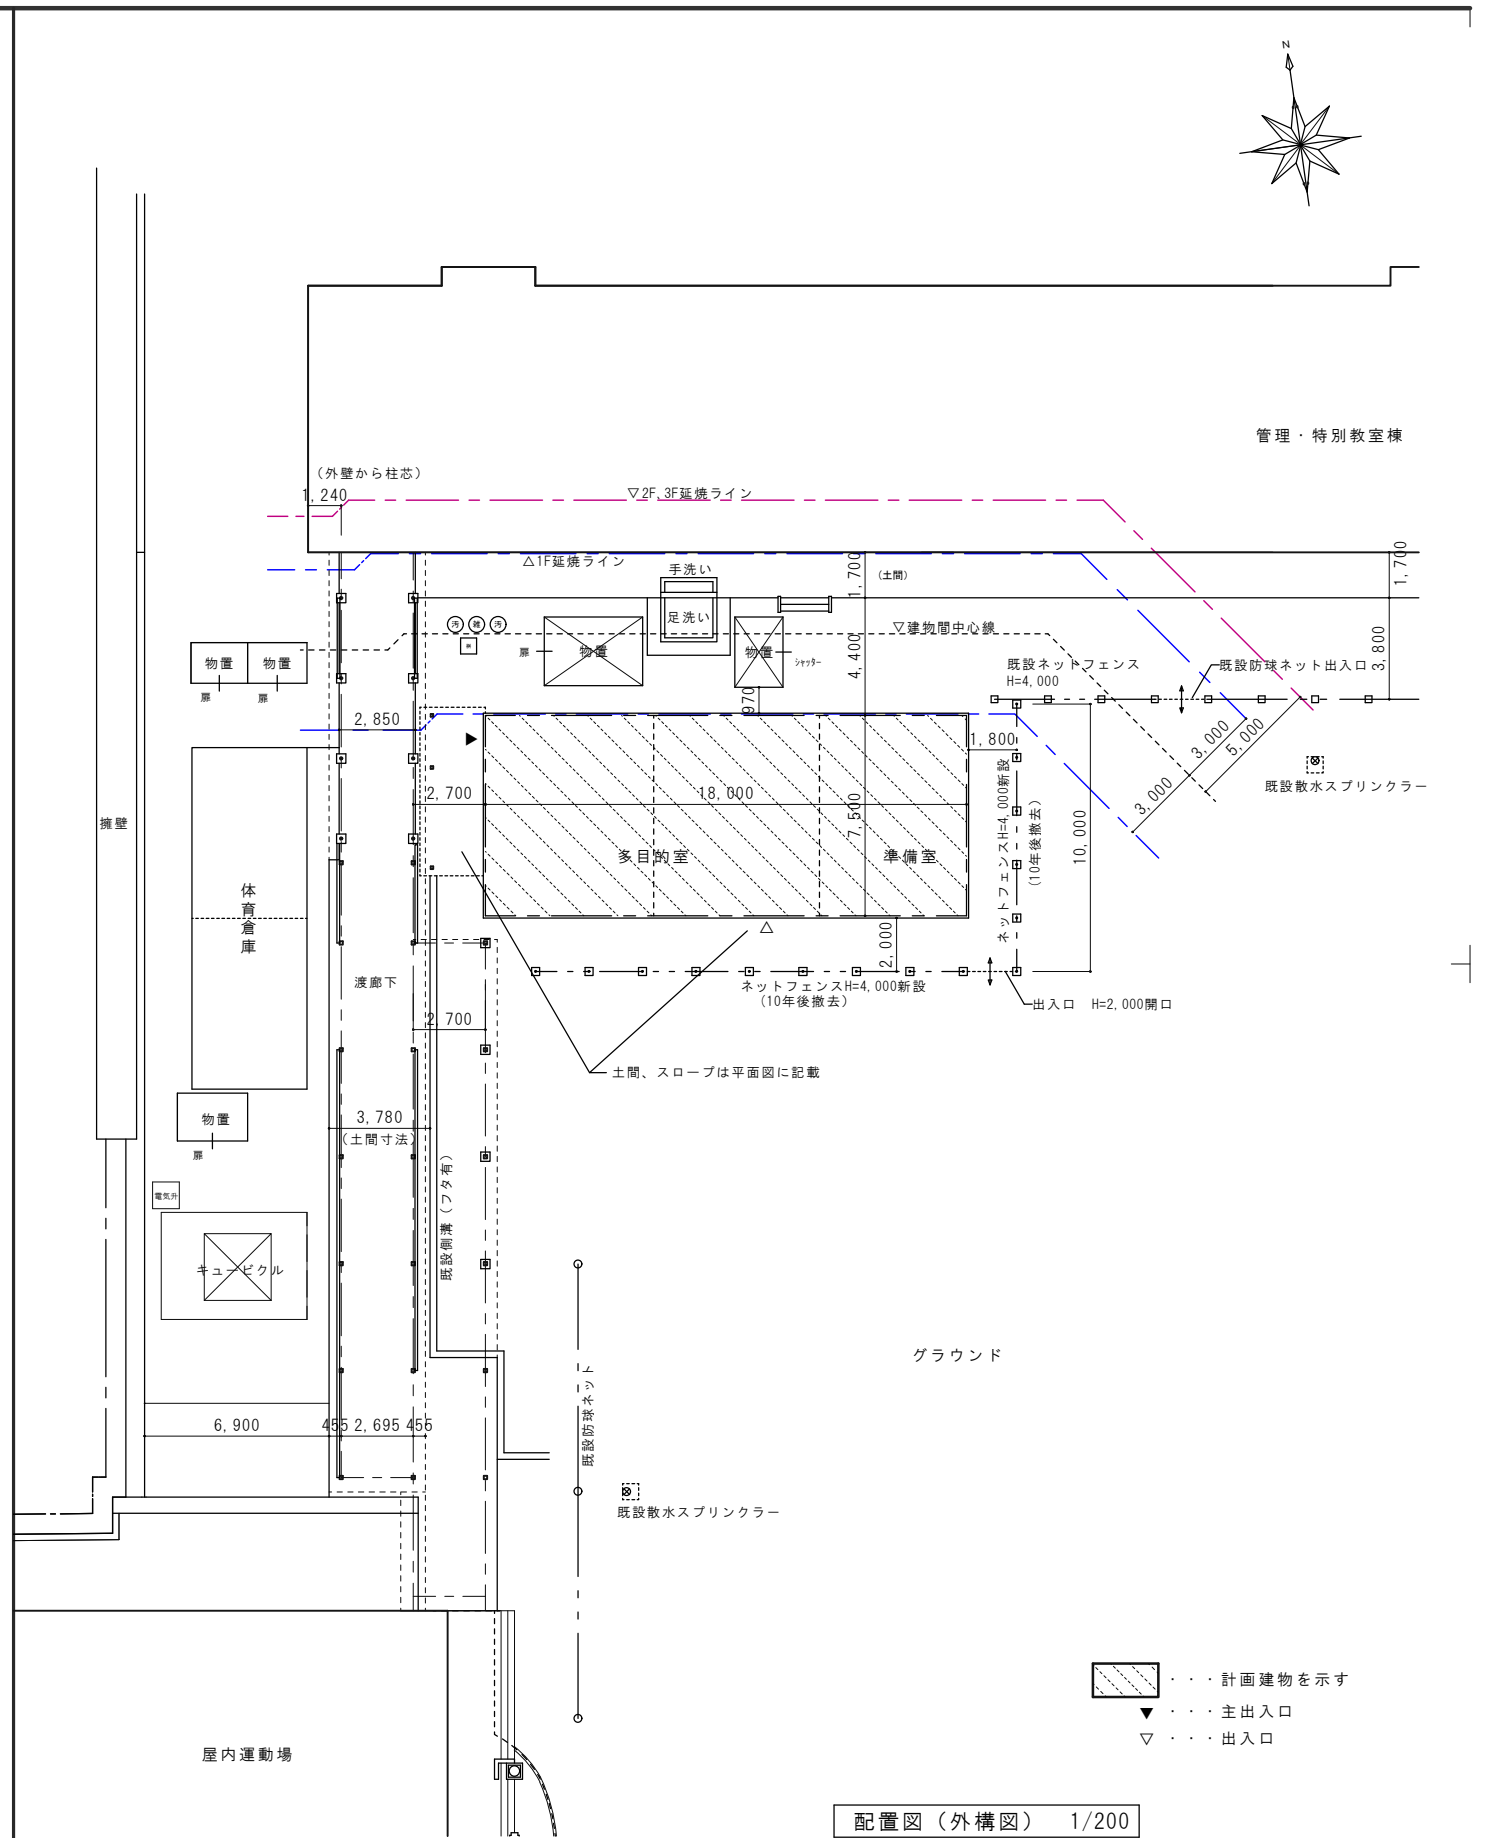 N
管理・特別教室棟
(外壁から柱芯)
1,240
▽2F、3F延焼ライン
△1F延焼ライン
手洗い
1,700
(土間)
1,700
足洗い
汚
雑
汚
▽建物間中心線
4,400
3,800
物置
物置
扉
物置
扉
物置
シャッター
既設ネットフェンス
H=4,000
既設防球ネット出入口
扉
扉
970
2,850
1,800
3,000
5,000
3,000
既設散水スプリンクラー
2,700
18,000
7,500
ネットフェンスH=4,000新設
(10年後撤去)
10,000
擁壁
多目的室
準備室
体育倉庫
2,000
渡廊下
ネットフェンスH=4,000新設
(10年後撤去)
出入口 H=2,000開口
2,700
土間、スロープは平面図に記載
物置
扉
3,780
(土間寸法)
既設側溝(フタ有)
電気升
キュービクル
グラウンド
既設防球ネット
6,900
455
2,695
455
既設散水スプリンクラー
・・・計画建物を示す
▼ ・・・主出入口
▽ ・・・出入口
屋内運動場
配置図(外構図) 1/200